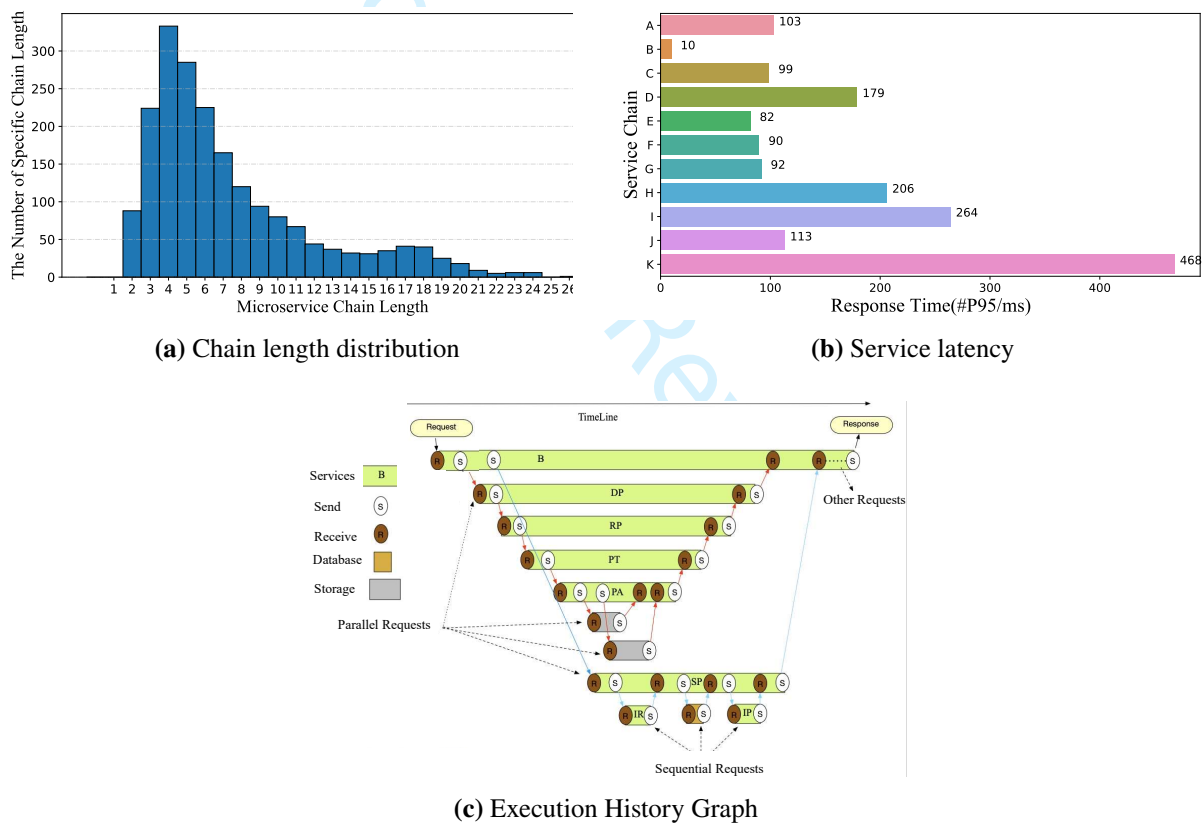 The Number of Specific Chain Length
300
250
200
150
100
50
0
1 2 3 4 5 6 7 8 9 10 11 12 13 14 15 16 17 18 19 20 21 22 23 24 25 26
Microservice Chain Length
(a) Chain length distribution
Service Chain
A 103
B 10
C 99
D 179
E 82
F 90
G 92
H 206
I 264
J 113
K 468
0 100 200 300 400
Response Time(#P95/ms)
(b) Service latency
TimeLine
Request
Response
R S S B R R S
Services B
Other Requests
R S DP R S
Send S
R S RP R S
Receive R
R S PT R S
Database
R S S PA R R S
Storage
R S
Parallel Requests
R S
R S R S SP R S R S
R IR S R S R IP S
Sequential Requests
(c) Execution History Graph